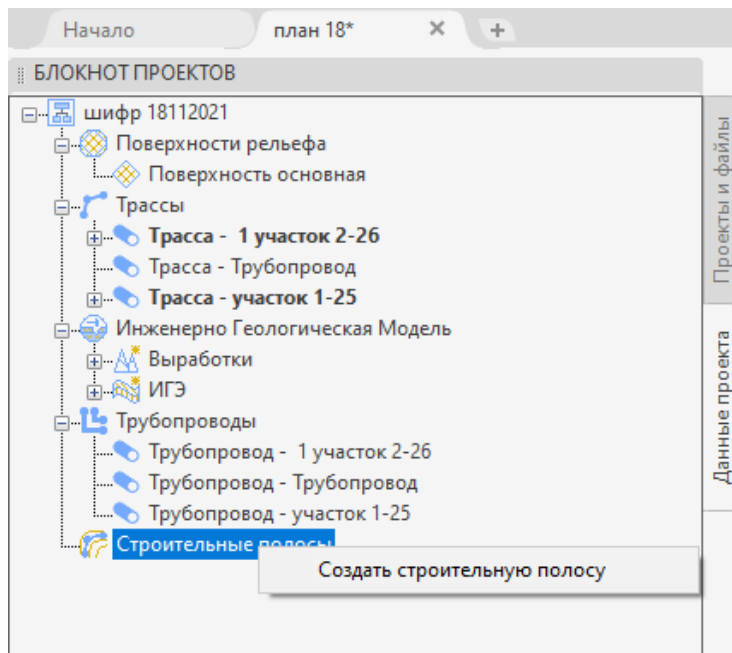 Начало
план 18*
БЛОКНОТ ПРОЕКТОВ
шифр 18112021
Поверхности рельефа
Поверхность основная
Трассы
Трасса - 1 участок 2-26
Трасса - Трубопровод
Трасса - участок 1-25
Инженерно Геологическая Модель
Выработки
ИГЭ
Трубопроводы
Трубопровод - 1 участок 2-26
Трубопровод - Трубопровод
Трубопровод - участок 1-25
Строительные полосы
Создать строительную полосу
Проекты и файлы
Данные проекта